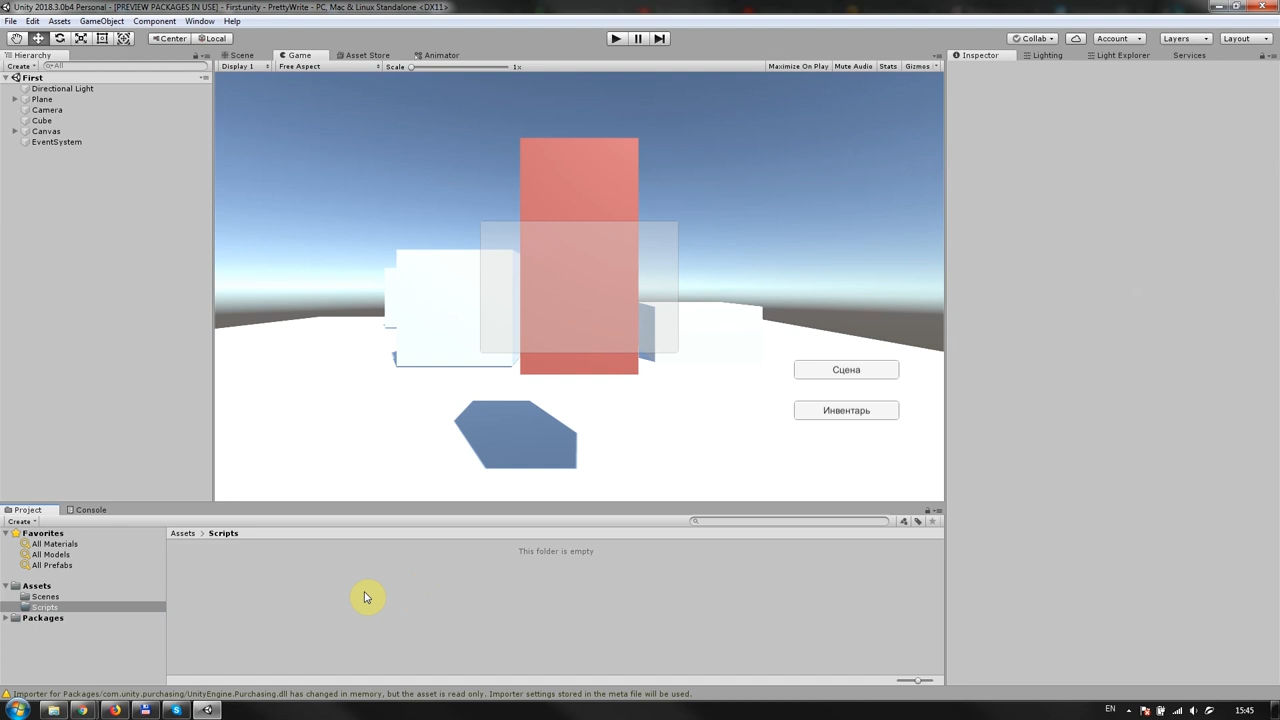 Unity 2018.3.0b4 Personal - [PREVIEW PACKAGES IN USE] - First.unity - PrettyWrite - PC, Mac & Linux Standalone <DX11>
File Edit Assets GameObject Component Window Help
Center Local Collab Account Layers Layout
Hierarchy Scene Game Asset Store Animator Inspector Lighting Light Explorer Services
Create All Display 1 Free Aspect Scale 1x Maximize On Play Mute Audio Stats Gizmos
First
Directional Light
Plane
Camera
Cube
Canvas
EventSystem
Сцена
Инвентарь
Project Console
Create
Favorites Assets Scripts
All Materials
All Models
All Prefabs
This folder is empty
Assets
Scenes
Scripts
Packages
Importer for Packages/com.unity.purchasing/UnityEngine.Purchasing.dll has changed in memory, but the asset is read only. Importer settings stored in the meta file will be used.
EN 15:45